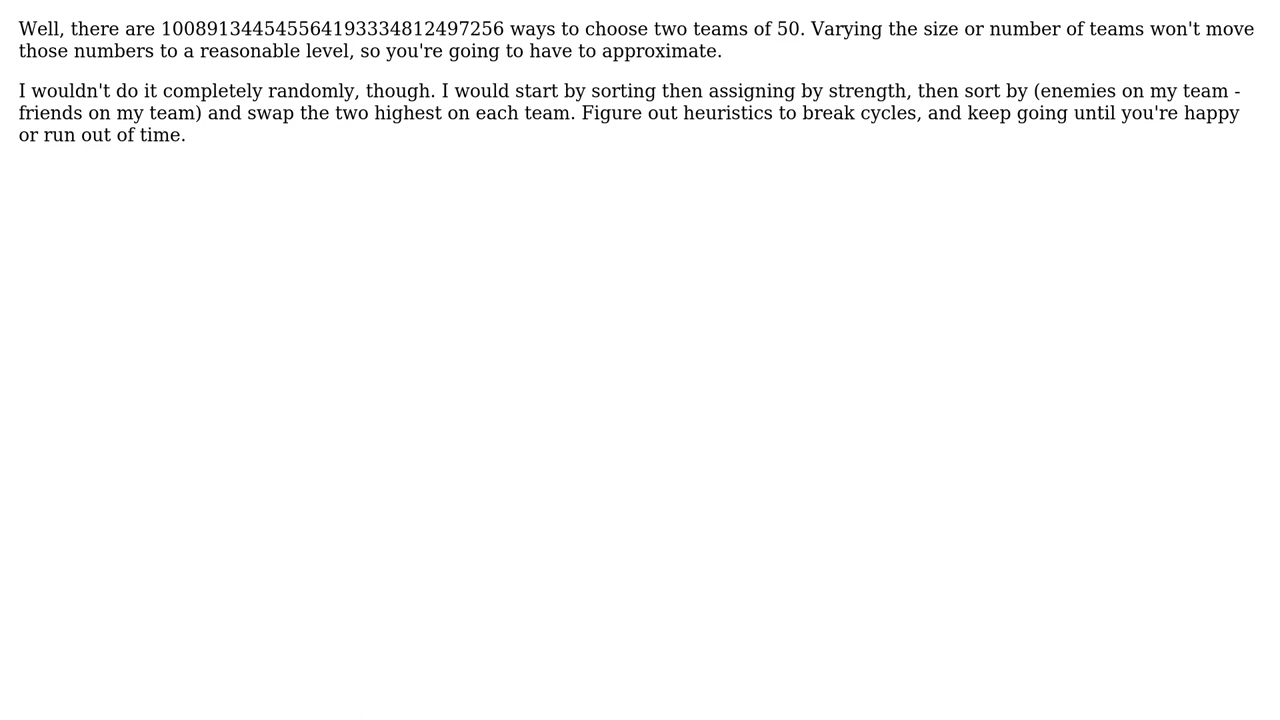 Well, there are 100891344545564193334812497256 ways to choose two teams of 50. Varying the size or number of teams won't move
those numbers to a reasonable level, so you're going to have to approximate.
I wouldn't do it completely randomly, though. I would start by sorting then assigning by strength, then sort by (enemies on my team -
friends on my team) and swap the two highest on each team. Figure out heuristics to break cycles, and keep going until you're happy
or run out of time.